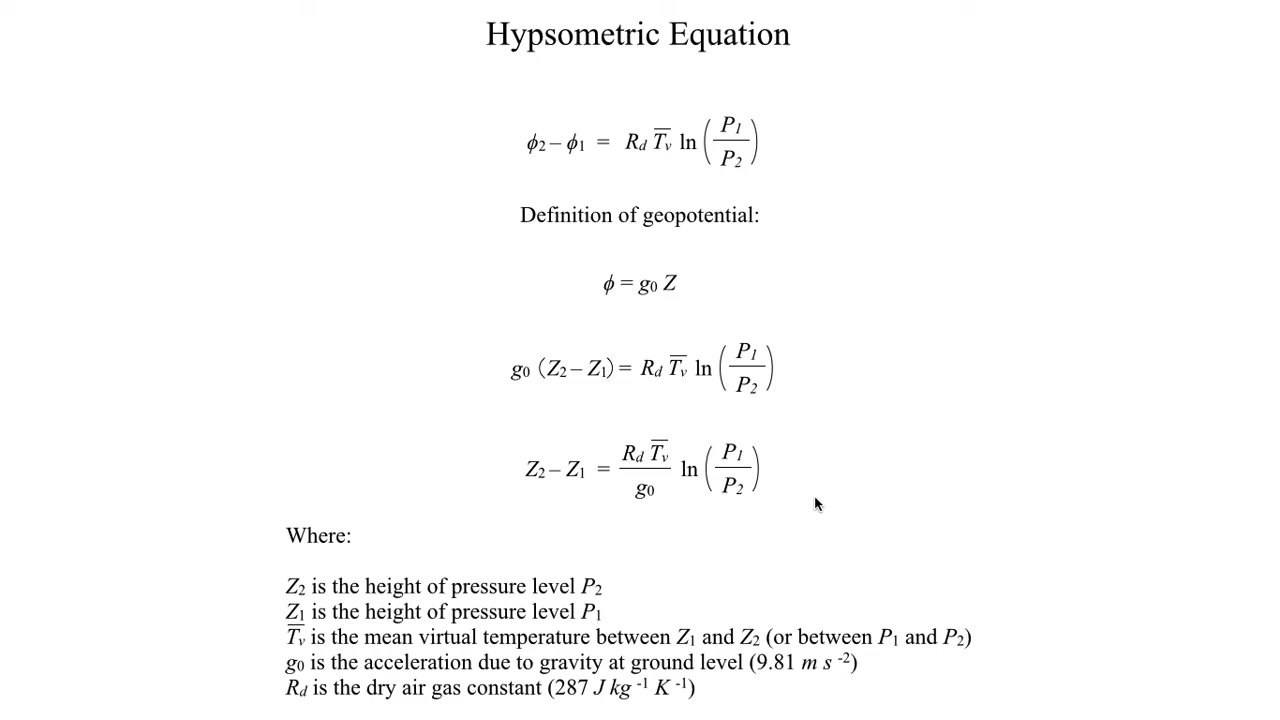 Hypsometric Equation
ϕ₂ – ϕ₁ = R_d T̅_v ln (P₁ / P₂)
Definition of geopotential:
ϕ = g₀ Z
g₀ (Z₂ – Z₁) = R_d T̅_v ln (P₁ / P₂)
Z₂ – Z₁ = R_d T̅_v / g₀ ln (P₁ / P₂)
Where:
Z₂ is the height of pressure level P₂
Z₁ is the height of pressure level P₁
T̅_v is the mean virtual temperature between Z₁ and Z₂ (or between P₁ and P₂)
g₀ is the acceleration due to gravity at ground level (9.81 m s ⁻²)
R_d is the dry air gas constant (287 J kg ⁻¹ K ⁻¹)